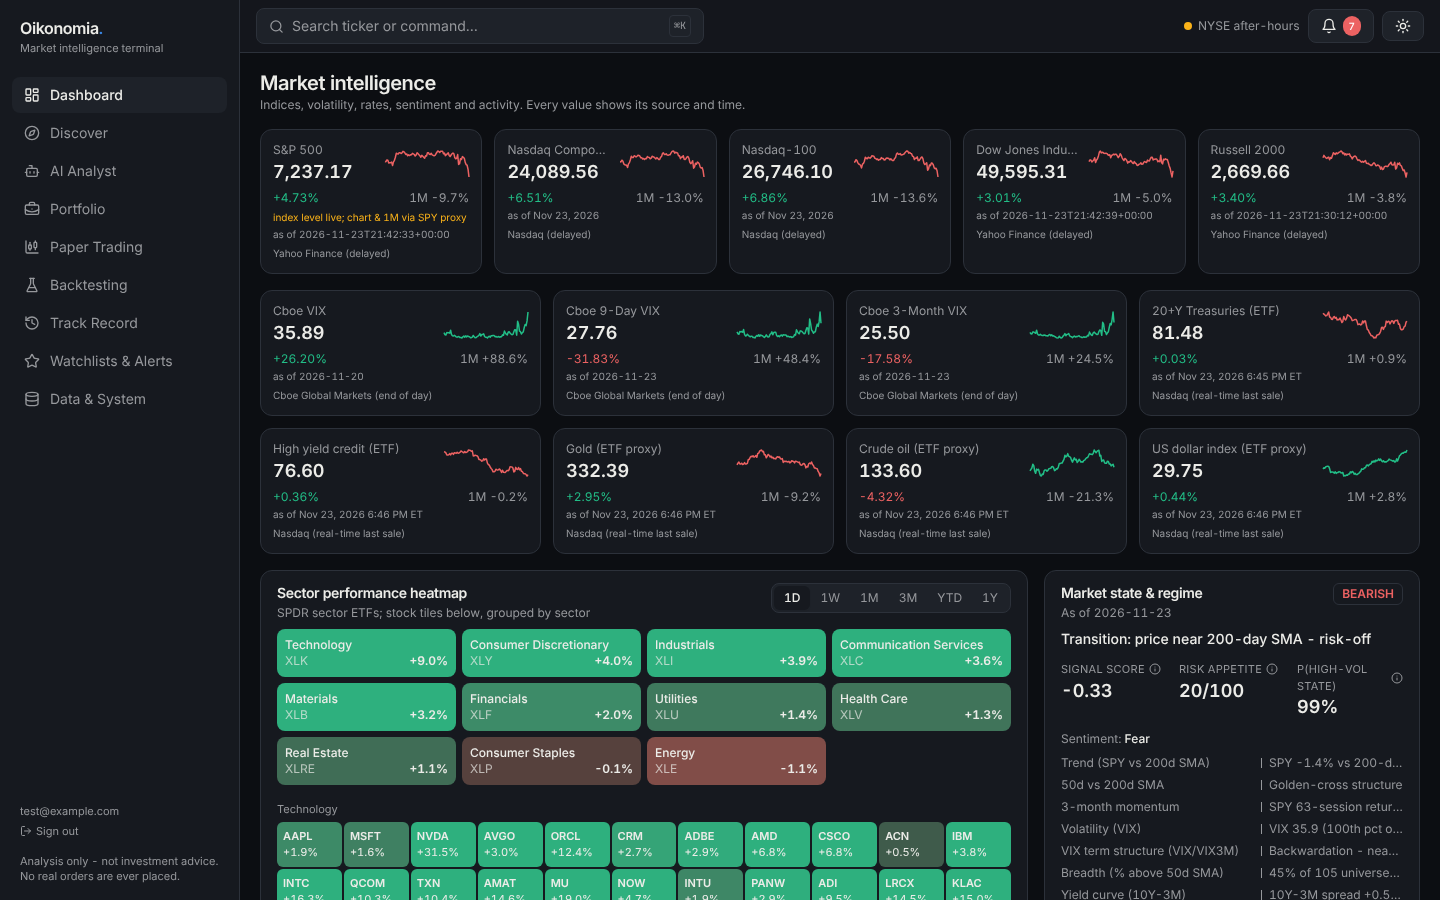 Oikonomia.
Market intelligence terminal
Dashboard
Discover
AI Analyst
Portfolio
Paper Trading
Backtesting
Track Record
Watchlists & Alerts
Data & System
test@example.com
Sign out
Analysis only - not investment advice.
No real orders are ever placed.
Search ticker or command...
⌘K
NYSE after-hours
7
Market intelligence
Indices, volatility, rates, sentiment and activity. Every value shows its source and time.
S&P 500
7,237.17
+4.73% 1M -9.7%
index level live; chart & 1M via SPY proxy
as of 2026-11-23T21:42:33+00:00
Yahoo Finance (delayed)
Nasdaq Compo...
24,089.56
+6.51% 1M -13.0%
as of Nov 23, 2026
Nasdaq (delayed)
Nasdaq-100
26,746.10
+6.86% 1M -13.6%
as of Nov 23, 2026
Nasdaq (delayed)
Dow Jones Indu...
49,595.31
+3.01% 1M -5.0%
as of 2026-11-23T21:42:39+00:00
Yahoo Finance (delayed)
Russell 2000
2,669.66
+3.40% 1M -3.8%
as of 2026-11-23T21:30:12+00:00
Yahoo Finance (delayed)
Cboe VIX
35.89
+26.20% 1M +88.6%
as of 2026-11-20
Cboe Global Markets (end of day)
Cboe 9-Day VIX
27.76
-31.83% 1M +48.4%
as of 2026-11-23
Cboe Global Markets (end of day)
Cboe 3-Month VIX
25.50
-17.58% 1M +24.5%
as of 2026-11-23
Cboe Global Markets (end of day)
20+Y Treasuries (ETF)
81.48
+0.03% 1M +0.9%
as of Nov 23, 2026 6:45 PM ET
Nasdaq (real-time last sale)
High yield credit (ETF)
76.60
+0.36% 1M -0.2%
as of Nov 23, 2026 6:46 PM ET
Nasdaq (real-time last sale)
Gold (ETF proxy)
332.39
+2.95% 1M -9.2%
as of Nov 23, 2026 6:46 PM ET
Nasdaq (real-time last sale)
Crude oil (ETF proxy)
133.60
-4.32% 1M -21.3%
as of Nov 23, 2026 6:46 PM ET
Nasdaq (real-time last sale)
US dollar index (ETF proxy)
29.75
+0.44% 1M +2.8%
as of Nov 23, 2026 6:46 PM ET
Nasdaq (real-time last sale)
Sector performance heatmap
SPDR sector ETFs; stock tiles below, grouped by sector
1D 1W 1M 3M YTD 1Y
Technology
XLK +9.0%
Consumer Discretionary
XLY +4.0%
Industrials
XLI +3.9%
Communication Services
XLC +3.6%
Materials
XLB +3.2%
Financials
XLF +2.0%
Utilities
XLU +1.4%
Health Care
XLV +1.3%
Real Estate
XLRE +1.1%
Consumer Staples
XLP -0.1%
Energy
XLE -1.1%
Technology
AAPL MSFT NVDA AVGO ORCL CRM ADBE AMD CSCO ACN IBM
+1.9% +1.6% +31.5% +3.0% +12.4% +2.7% +2.9% +6.8% +6.8% +0.5% +3.8%
INTC QCOM TXN AMAT MU NOW INTU PANW ADI LRCX KLAC
+16.3% +10.3% +10.4% +14.6% +19.0% +4.7% +1.9% +2.9% +9.5% +14.5% +15.0%
Market state & regime
BEARISH
As of 2026-11-23
Transition: price near 200-day SMA - risk-off
SIGNAL SCORE
-0.33
RISK APPETITE
20/100
P(HIGH-VOL
STATE)
99%
Sentiment: Fear
Trend (SPY vs 200d SMA) SPY -1.4% vs 200-d...
50d vs 200d SMA Golden-cross structure
3-month momentum SPY 63-session retur...
Volatility (VIX) VIX 35.9 (100th pct o...
VIX term structure (VIX/VIX3M) Backwardation - nea...
Breadth (% above 50d SMA) 45% of 105 universe...
Yield curve (10Y-3M) 10Y-3M spread +0.5...